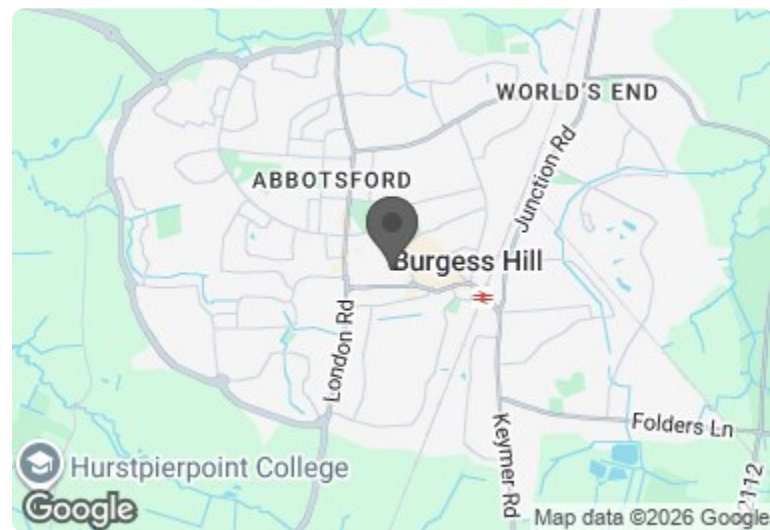 WORLD'S END
Junction Rd
ABBOTSFORD
Burgess Hill
London Rd
Keymer Rd
Folders Ln
Hurstpierpoint College
2112
Google
Map data ©2026 Google